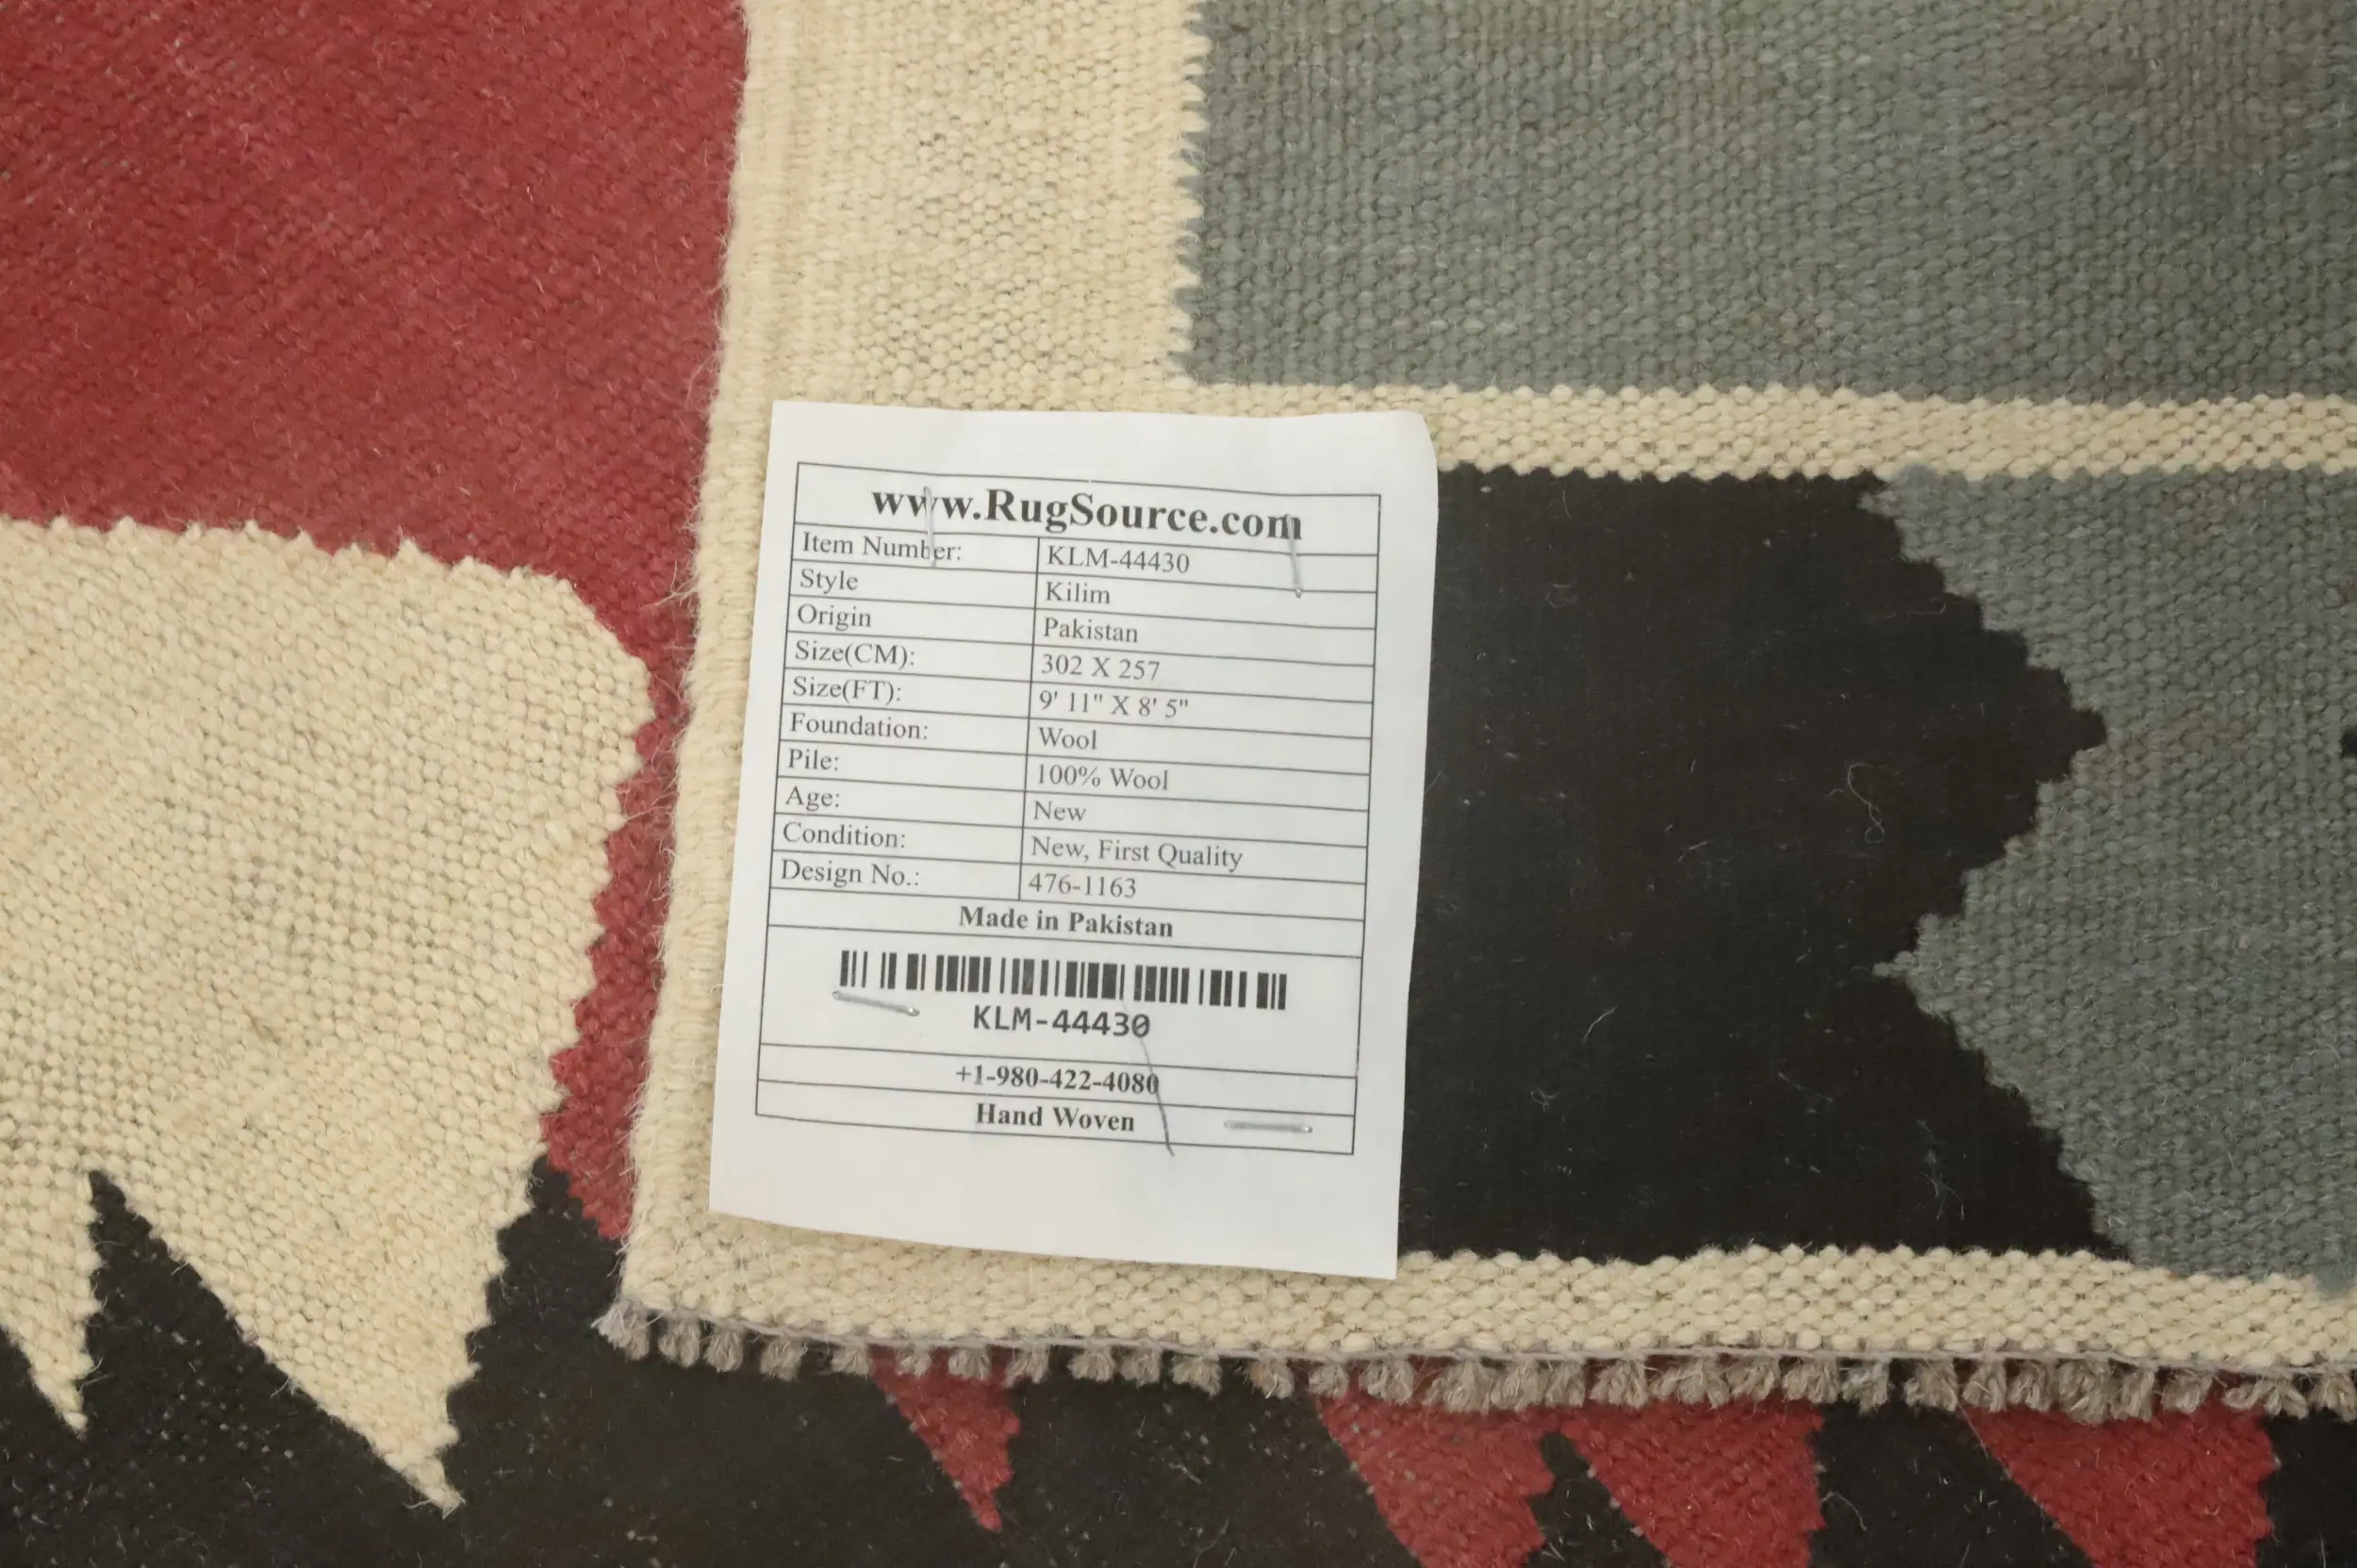 www.RugSource.com
Item Number: KLM-44430
Style Kilim
Origin Pakistan
Size(CM): 302 X 257
Size(FT): 9' 11" X 8' 5"
Foundation: Wool
Pile: 100% Wool
Age: New
Condition: New, First Quality
Design No.: 476-1163
Made in Pakistan
KLM-44430
+1-980-422-4080
Hand Woven